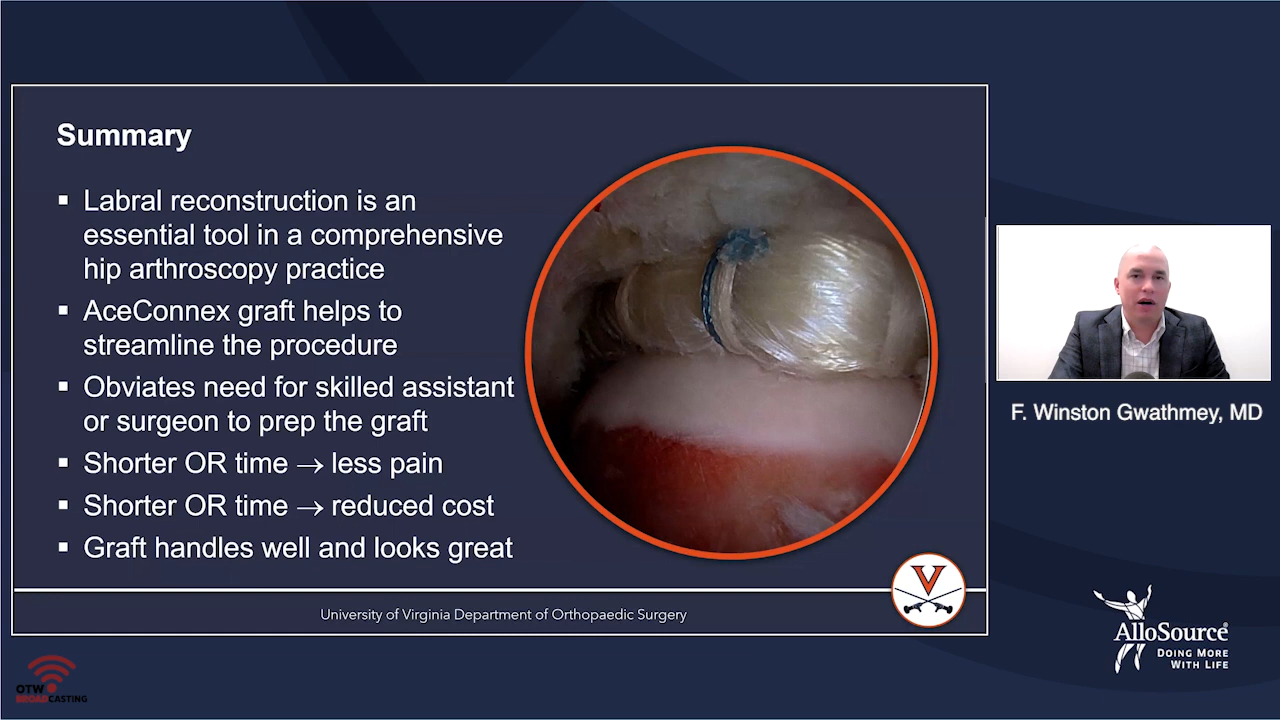 Summary
▪ Labral reconstruction is an
essential tool in a comprehensive
hip arthroscopy practice
▪ AceConnex graft helps to
streamline the procedure
▪ Obviates need for skilled assistant
or surgeon to prep the graft
▪ Shorter OR time → less pain
▪ Shorter OR time → reduced cost
▪ Graft handles well and looks great
University of Virginia Department of Orthopaedic Surgery
V
F. Winston Gwathmey, MD
AlloSource®
DOING MORE
WITH LIFE
OTW
BROADCASTING